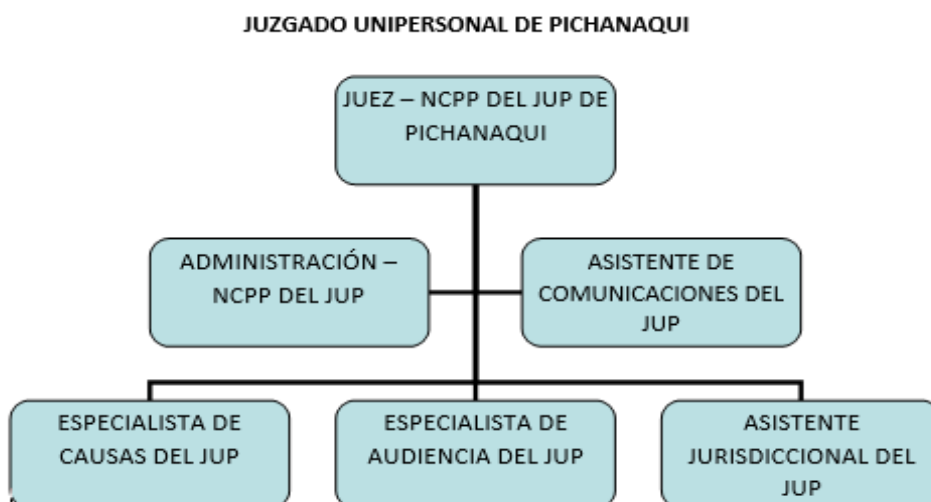 JUZGADO UNIPERSONAL DE PICHANAQUI
JUEZ – NCPP DEL JUP DE
PICHANAQUI
ADMINISTRACIÓN –
NCPP DEL JUP
ASISTENTE DE
COMUNICACIONES DEL
JUP
ESPECIALISTA DE
CAUSAS DEL JUP
ESPECIALISTA DE
AUDIENCIA DEL JUP
ASISTENTE
JURISDICCIONAL DEL
JUP